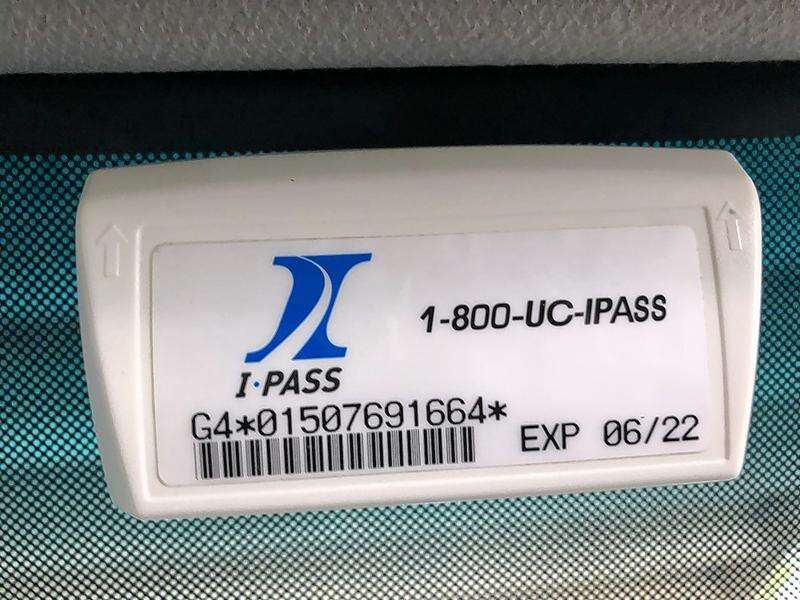 1-800-UC-IPASS
I·PASS
G4*01507691664*
EXP 06/22